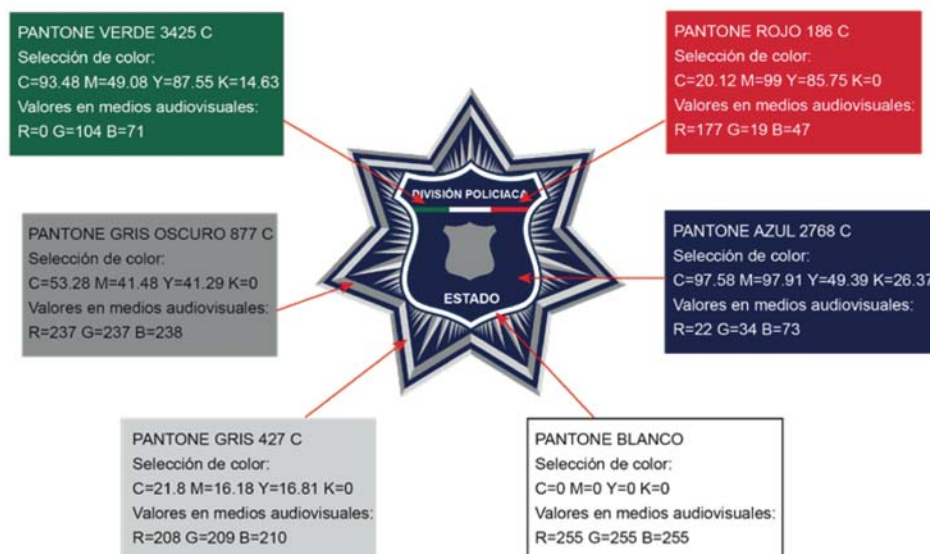 PANTONE VERDE 3425 C
Selección de color:
C=93.48 M=49.08 Y=87.55 K=14.63
Valores en medios audiovisuales:
R=0 G=104 B=71
PANTONE ROJO 186 C
Selección de color:
C=20.12 M=99 Y=85.75 K=0
Valores en medios audiovisuales:
R=177 G=19 B=47
DIVISIÓN POLICIACA
ESTADO
PANTONE GRIS OSCURO 877 C
Selección de color:
C=53.28 M=41.48 Y=41.29 K=0
Valores en medios audiovisuales:
R=237 G=237 B=238
PANTONE AZUL 2768 C
Selección de color:
C=97.58 M=97.91 Y=49.39 K=26.37
Valores en medios audiovisuales:
R=22 G=34 B=73
PANTONE GRIS 427 C
Selección de color:
C=21.8 M=16.18 Y=16.81 K=0
Valores en medios audiovisuales:
R=208 G=209 B=210
PANTONE BLANCO
Selección de color:
C=0 M=0 Y=0 K=0
Valores en medios audiovisuales:
R=255 G=255 B=255